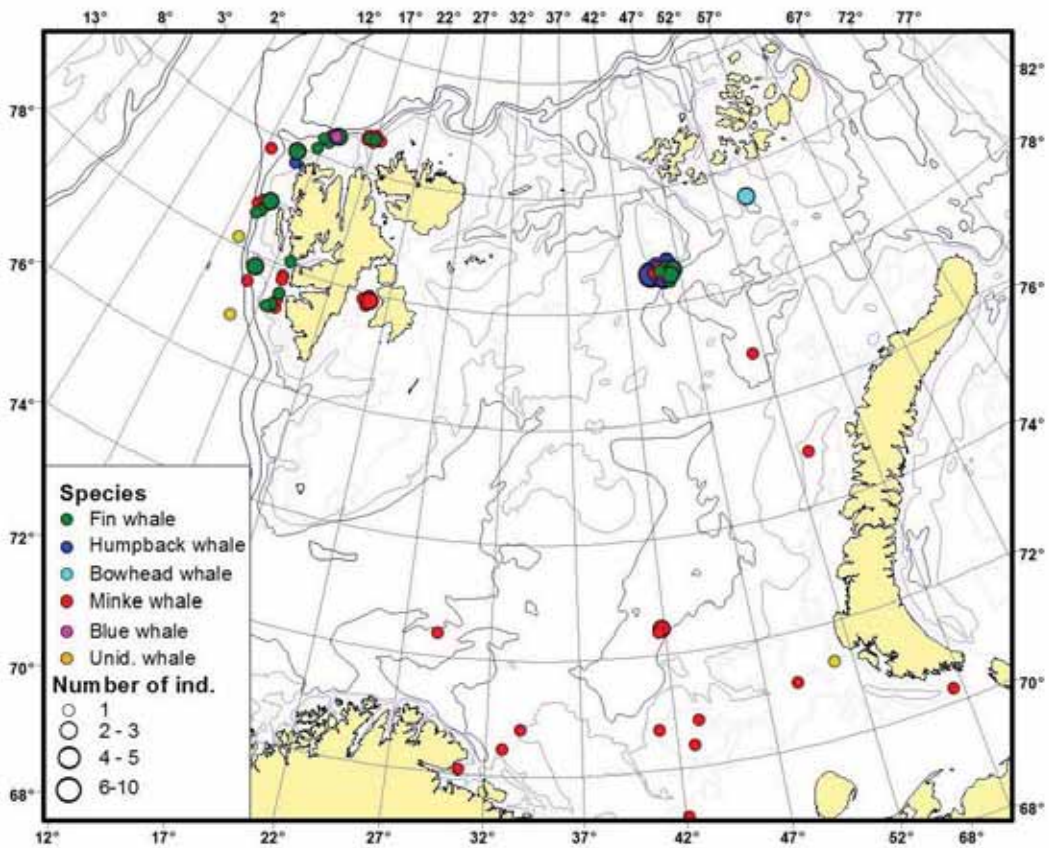 13° 8° 3° 2° 12° 17° 22° 27° 32° 37° 42° 47° 52° 57° 67° 72° 77°
82°
78° 78°
76° 76°
74° 74°
72° 72°
70° 70°
68° 68°
Species
Fin whale
Humpback whale
Bowhead whale
Minke whale
Blue whale
Unid. whale
Number of ind.
1
2 - 3
4 - 5
6-10
12° 17° 22° 27° 32° 37° 42° 47° 52° 68°